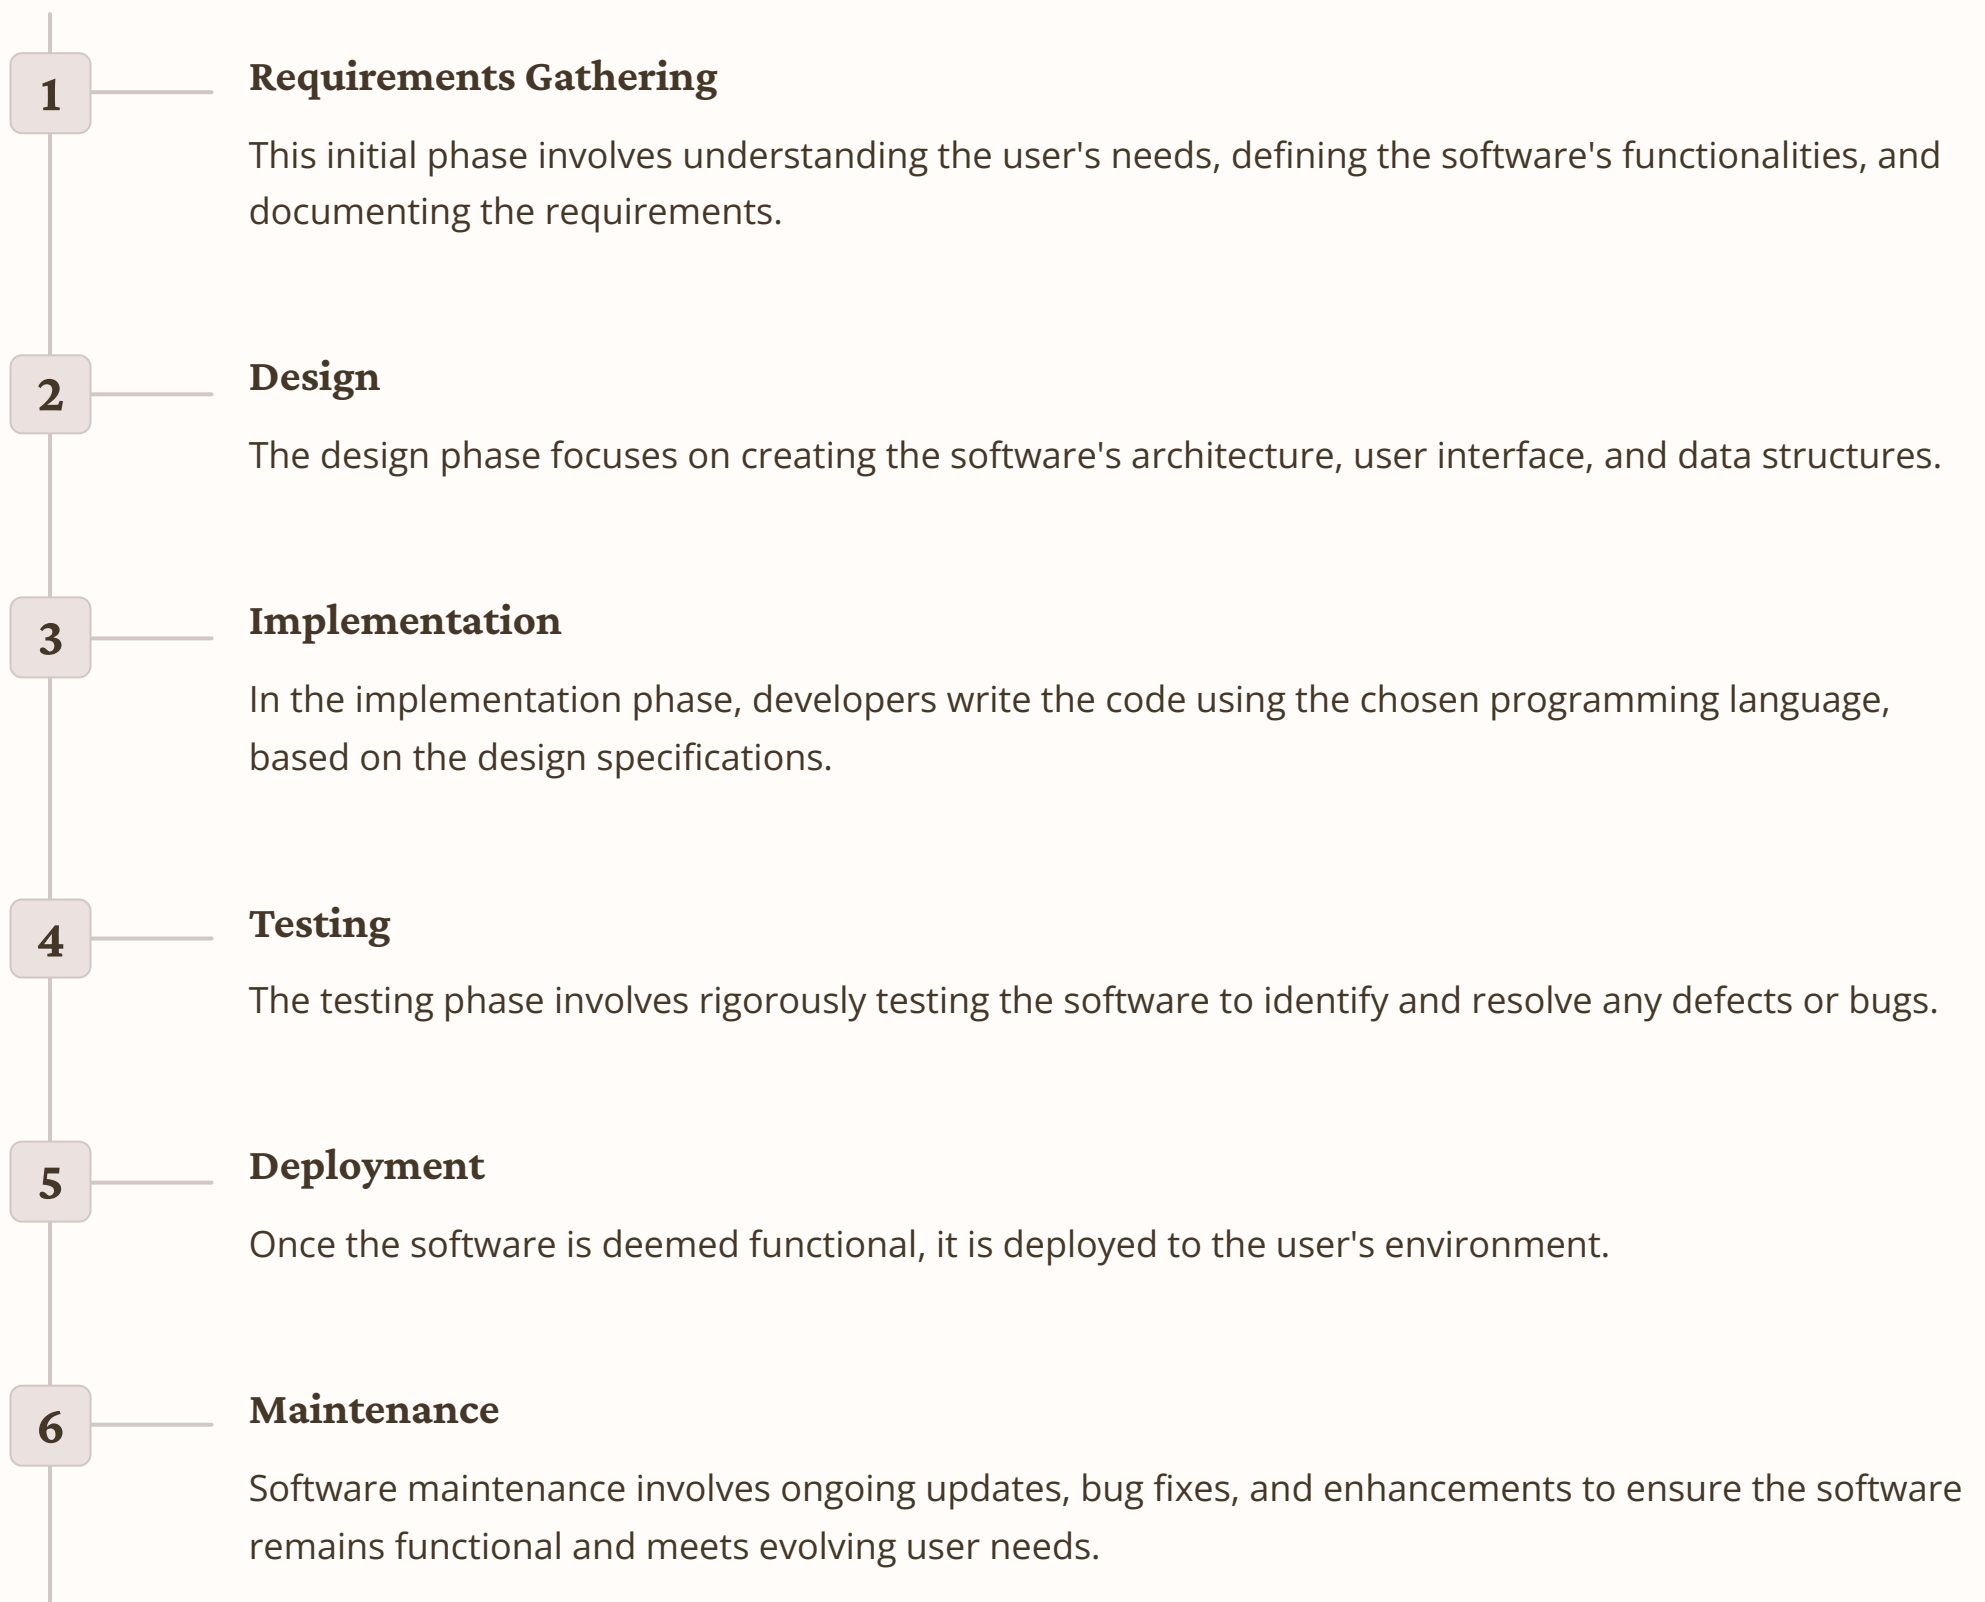 1
Requirements Gathering
This initial phase involves understanding the user's needs, defining the software's functionalities, and
documenting the requirements.
2
Design
The design phase focuses on creating the software's architecture, user interface, and data structures.
3
Implementation
In the implementation phase, developers write the code using the chosen programming language,
based on the design specifications.
4
Testing
The testing phase involves rigorously testing the software to identify and resolve any defects or bugs.
5
Deployment
Once the software is deemed functional, it is deployed to the user's environment.
6
Maintenance
Software maintenance involves ongoing updates, bug fixes, and enhancements to ensure the software
remains functional and meets evolving user needs.